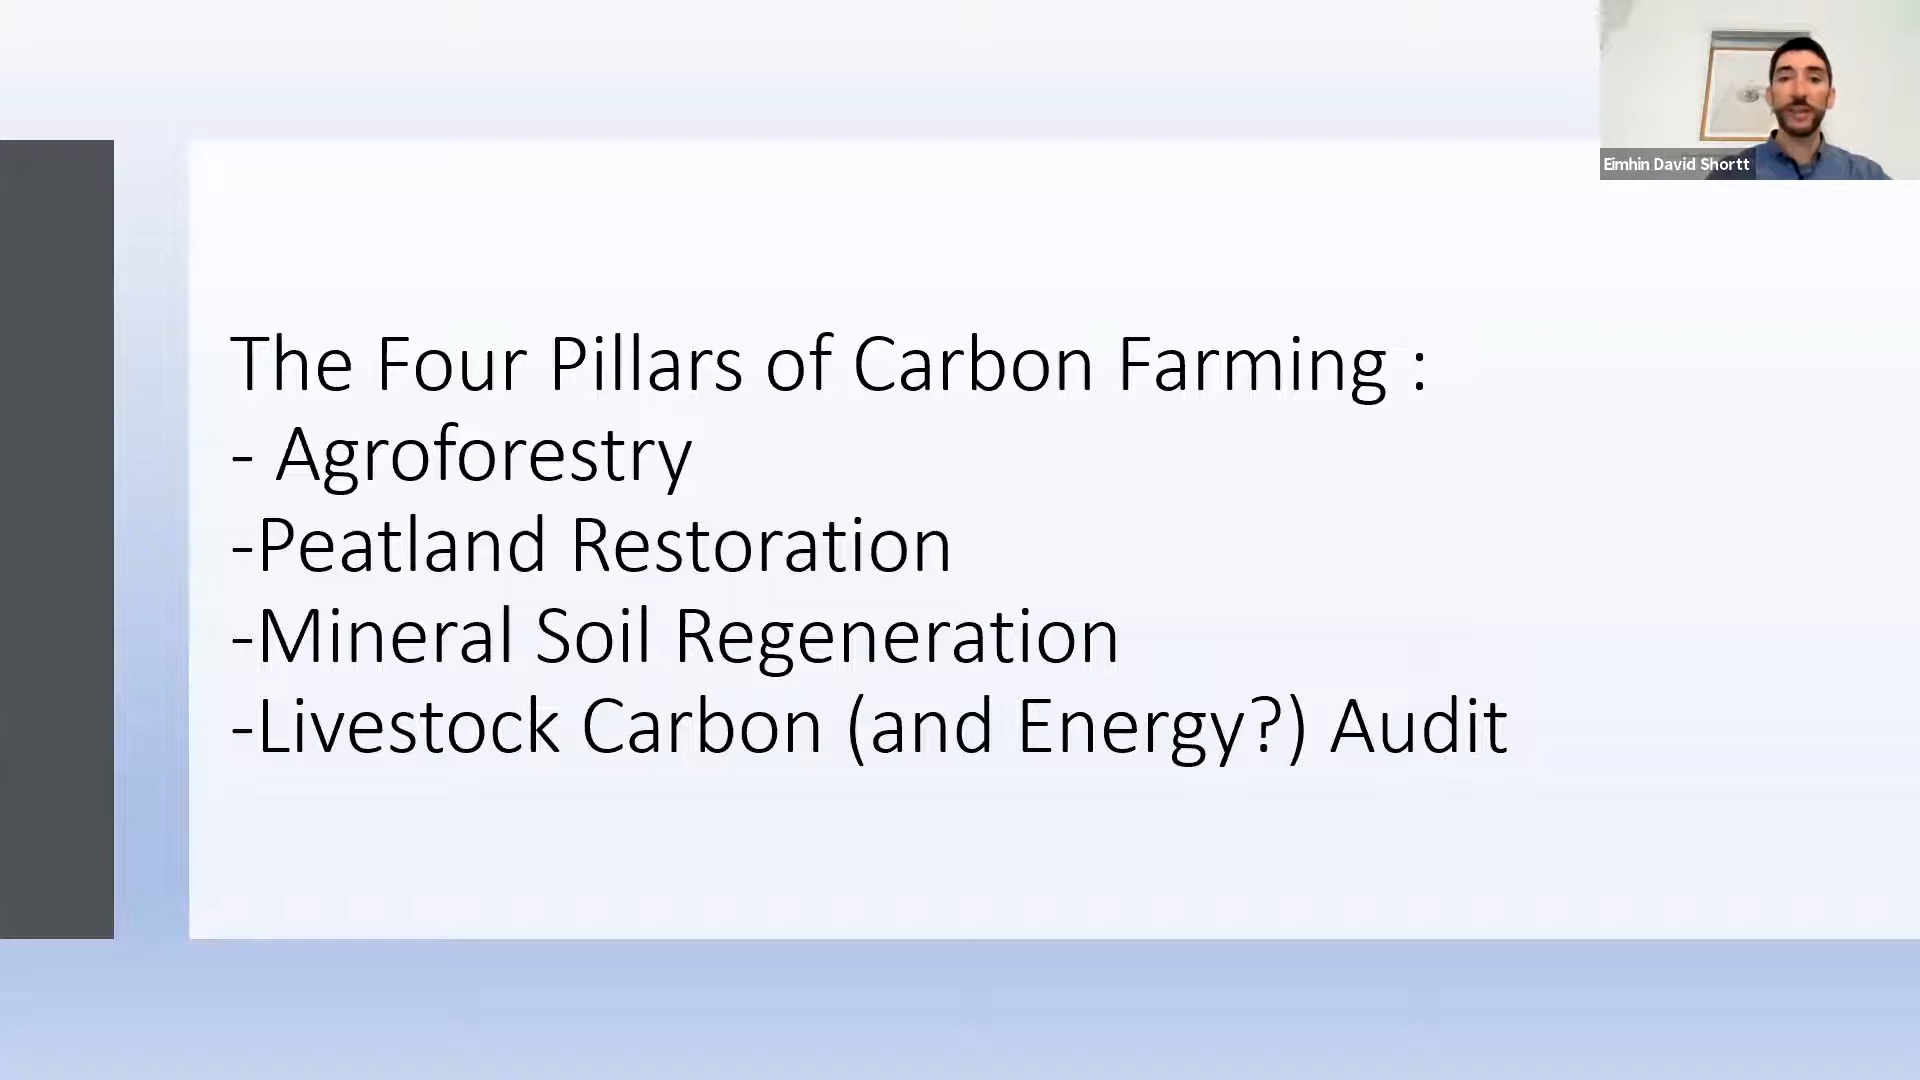 Eimhin David Shortt
The Four Pillars of Carbon Farming :
- Agroforestry
-Peatland Restoration
-Mineral Soil Regeneration
-Livestock Carbon (and Energy?) Audit